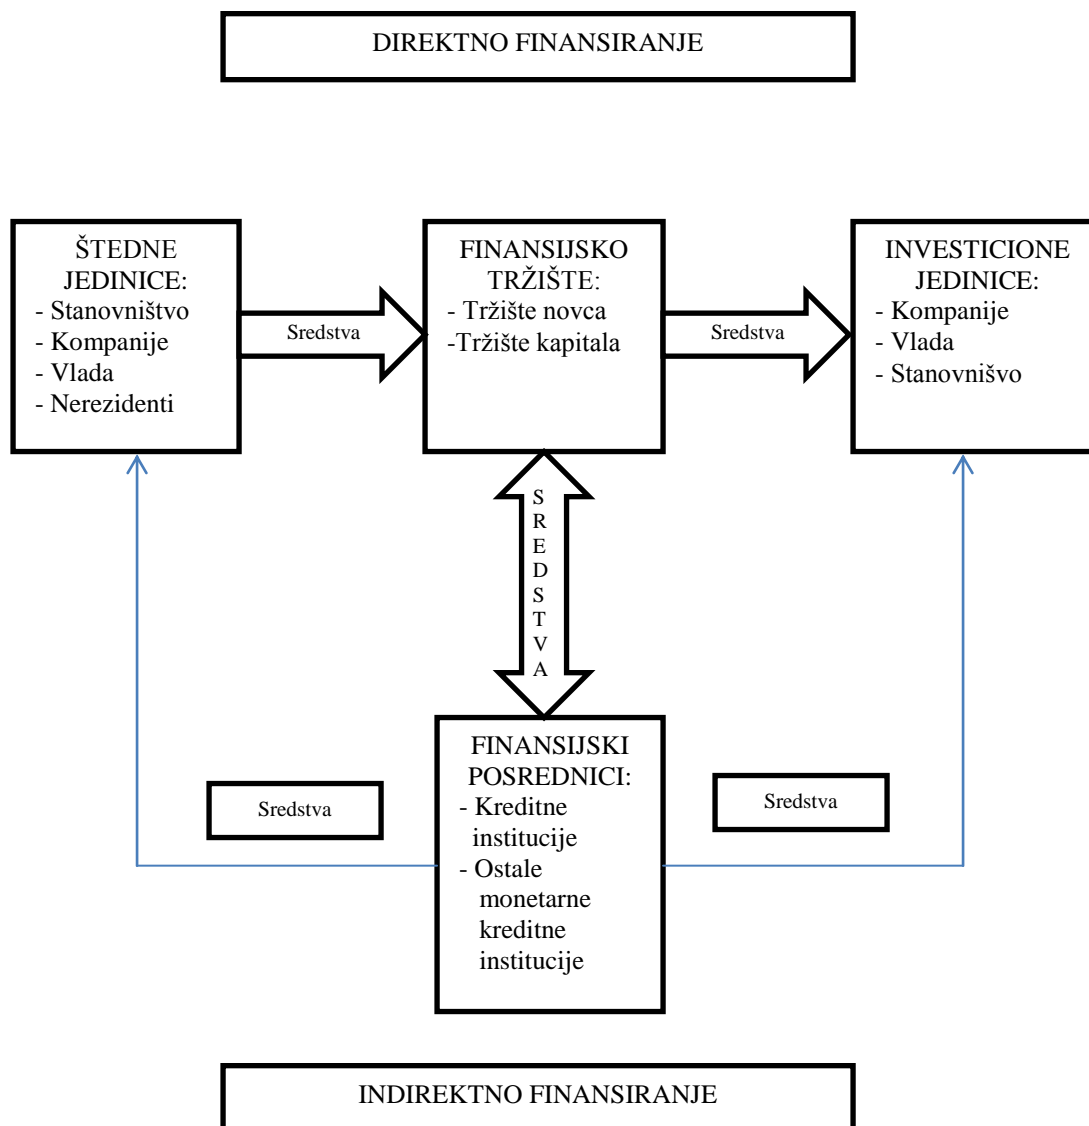 DIREKTNO FINANSIRANJE
ŠTEDNE
JEDINICE:
- Stanovništvo
- Kompanije
- Vlada
- Nerezidenti
Sredstva
FINANSIJSKO
TRŽIŠTE:
- Tržište novca
-Tržište kapitala
Sredstva
INVESTICIONE
JEDINICE:
- Kompanije
- Vlada
- Stanovnišvo
S
R
E
D
S
T
V
A
FINANSIJSKI
POSREDNICI:
- Kreditne
institucije
- Ostale
monetarne
kreditne
institucije
Sredstva
Sredstva
INDIREKTNO FINANSIRANJE